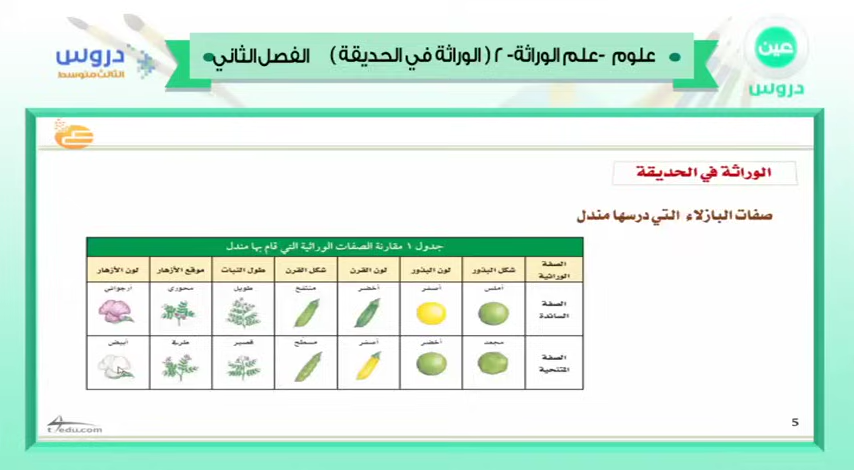 علوم -علم الوراثة- ٢ ( الوراثة في الحديقة ) الفصل الثاني
عين
دروس
دروس
الثالث متوسط
الوراثة في الحديقة
صفات البازلاء التي درسها مندل
جدول ١ مقارنة الصفات الوراثية التي قام بها مندل
الصفة الوراثية شكل البذور لون البذور لون القرن شكل القرن طول النبات موقع الأزهار لون الأزهار
الصفة السائدة أملس أصفر أخضر منتفخ طويل محوري أرجواني
الصفة المتنحية مجعد أخضر أصفر مسطح قصير طرفي أبيض
5
t4edu.com